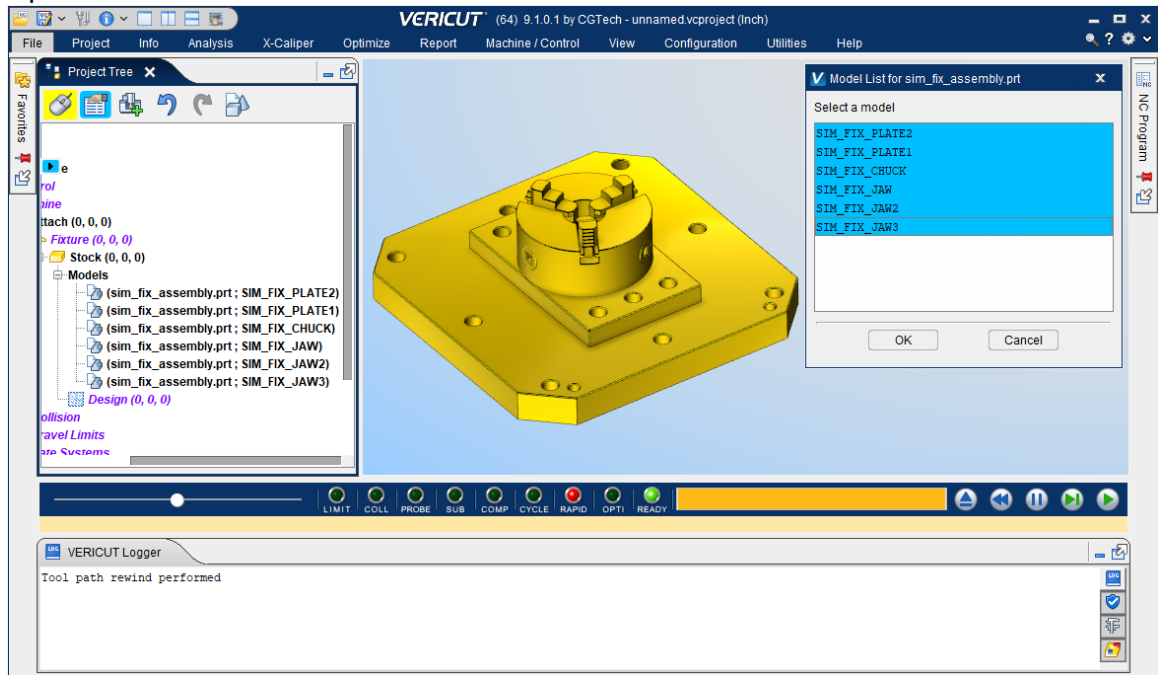 VERICUT (64) 9.1.0.1 by CGTech - unnamed.vcproject (Inch)
File Project Info Analysis X-Caliper Optimize Report Machine / Control View Configuration Utilities Help
Favorites
Project Tree
e
rol
hine
ttach (0, 0, 0)
Fixture (0, 0, 0)
Stock (0, 0, 0)
Models
(sim_fix_assembly.prt ; SIM_FIX_PLATE2)
(sim_fix_assembly.prt ; SIM_FIX_PLATE1)
(sim_fix_assembly.prt ; SIM_FIX_CHUCK)
(sim_fix_assembly.prt ; SIM_FIX_JAW)
(sim_fix_assembly.prt ; SIM_FIX_JAW2)
(sim_fix_assembly.prt ; SIM_FIX_JAW3)
Design (0, 0, 0)
ollision
ravel Limits
ate Systems
Model List for sim_fix_assembly.prt
Select a model
SIM_FIX_PLATE2
SIM_FIX_PLATE1
SIM_FIX_CHUCK
SIM_FIX_JAW
SIM_FIX_JAW2
SIM_FIX_JAW3
OK Cancel
NC Program
LIMIT COLL PROBE SUB COMP CYCLE RAPID OPTI READY
VERICUT Logger
Tool path rewind performed